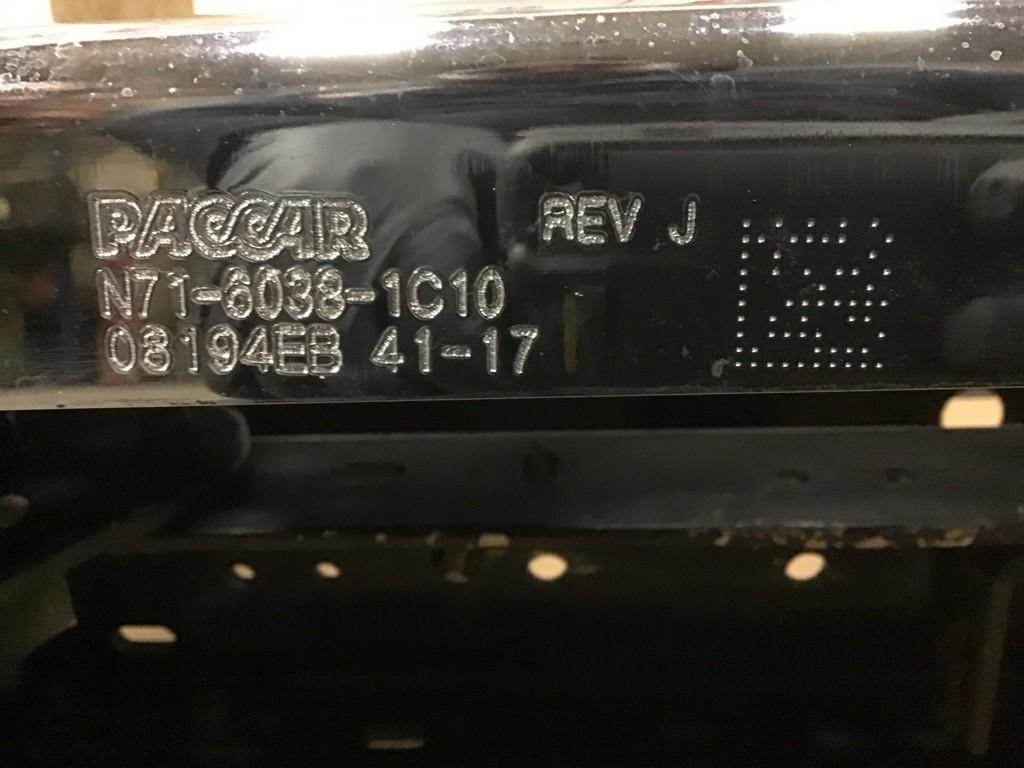 PACCAR REV J
N71-6038-1C10
08194EB 41-17